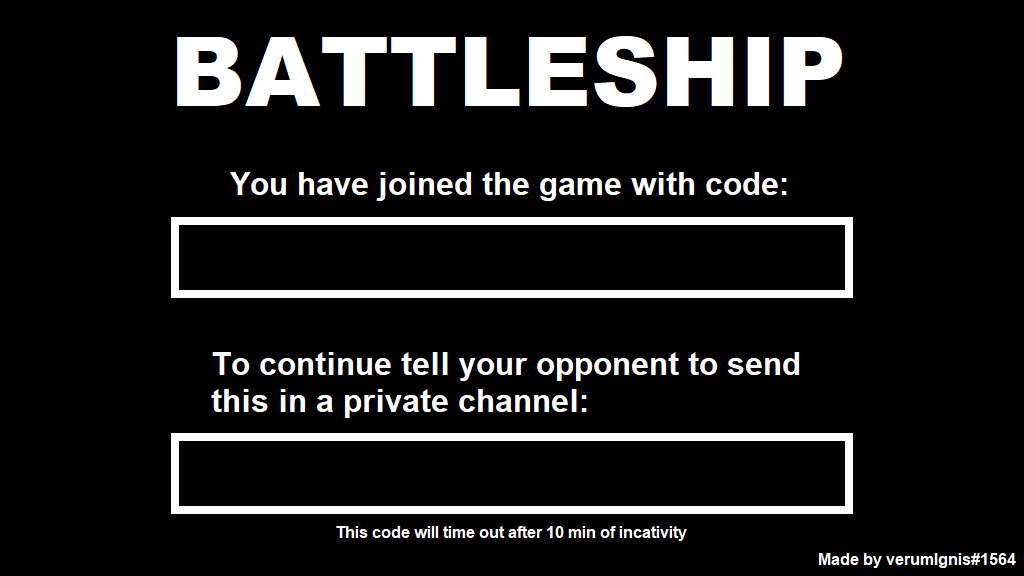 BATTLESHIP
You have joined the game with code:
To continue tell your opponent to send
this in a private channel:
This code will time out after 10 min of incativity
Made by verumIgnis#1564